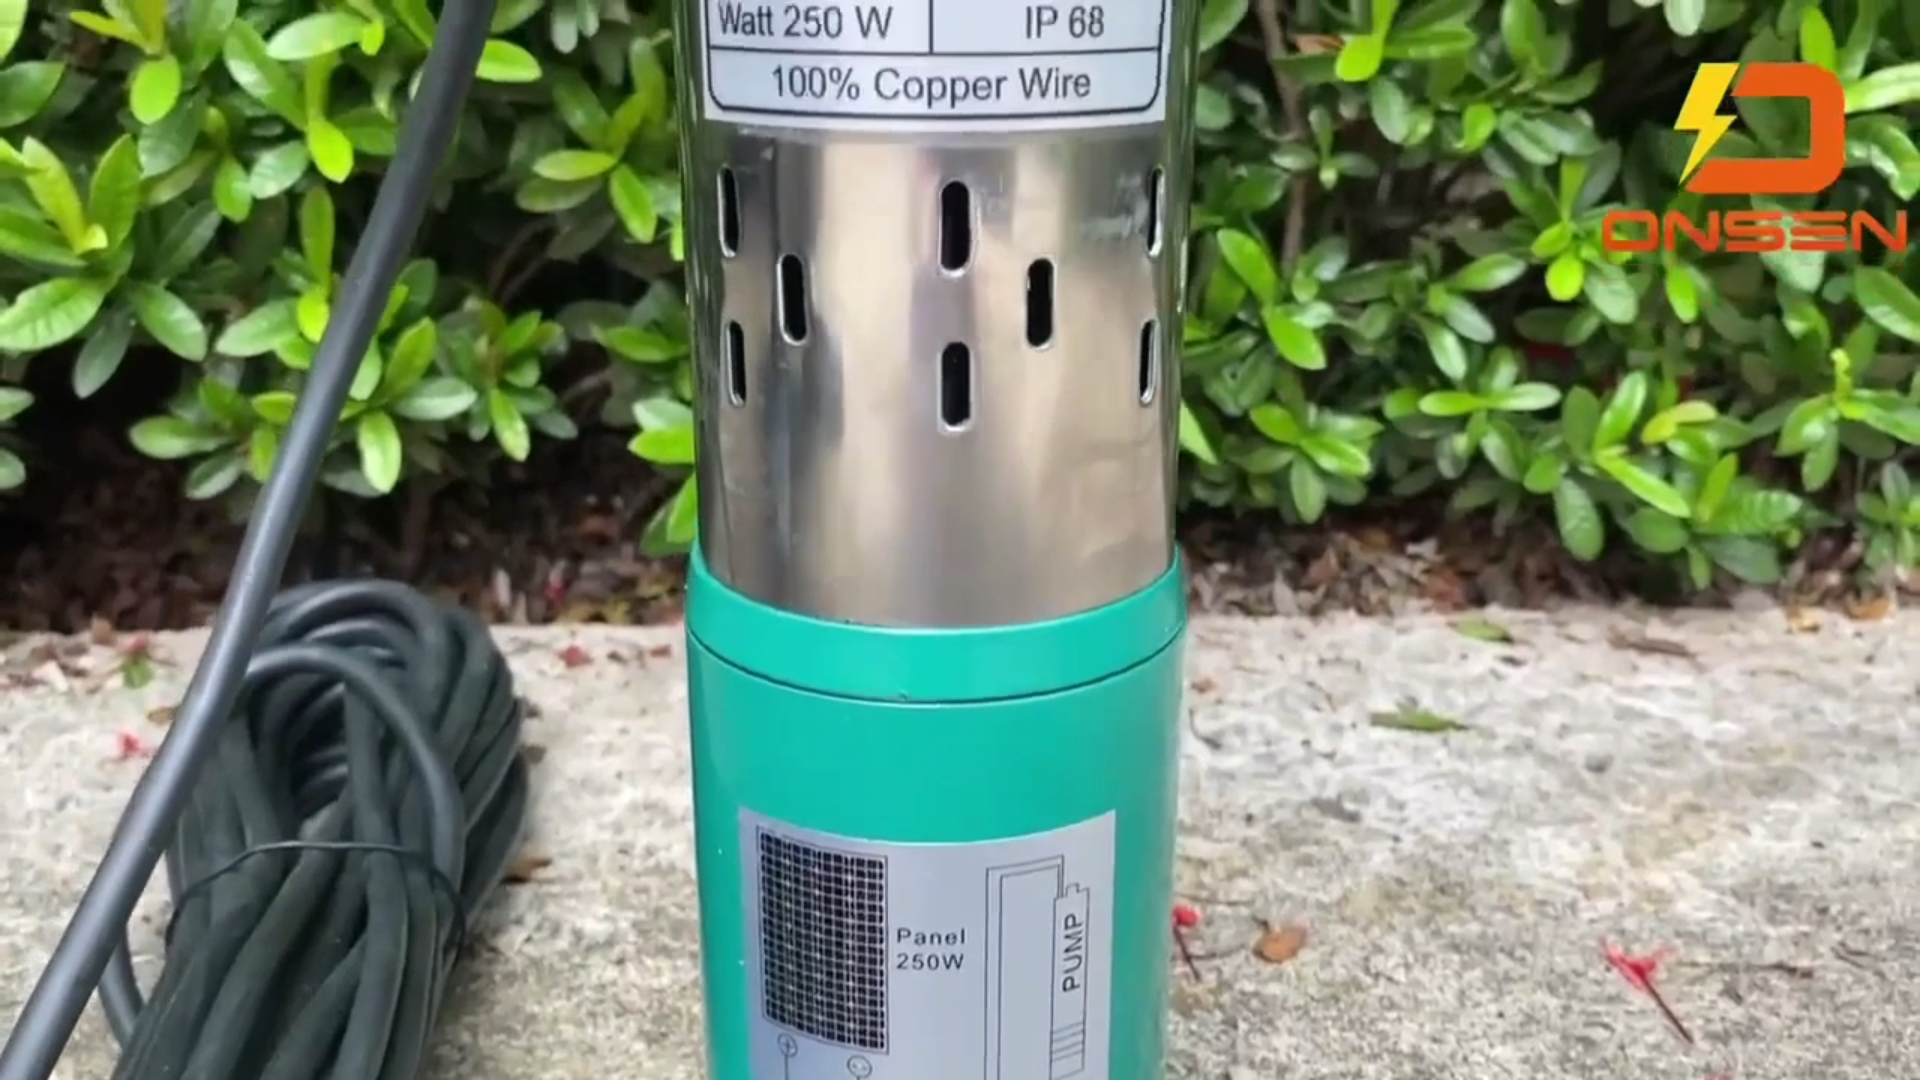 Watt 250 W
IP 68
100% Copper Wire
ONSEN
Panel
250W
PUMP